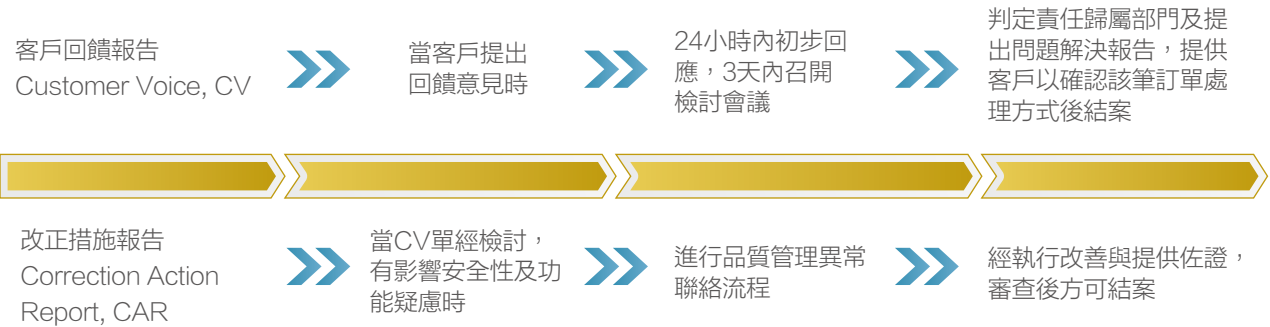 客戶回饋報告
Customer Voice, CV
當客戶提出
回饋意見時
24小時內初步回
應，3天內召開
檢討會議
判定責任歸屬部門及提
出問題解決報告，提供
客戶以確認該筆訂單處
理方式後結案
改正措施報告
Correction Action
Report, CAR
當CV單經檢討，
有影響安全性及功
能疑慮時
進行品質管理異常
聯絡流程
經執行改善與提供佐證，
審查後方可結案